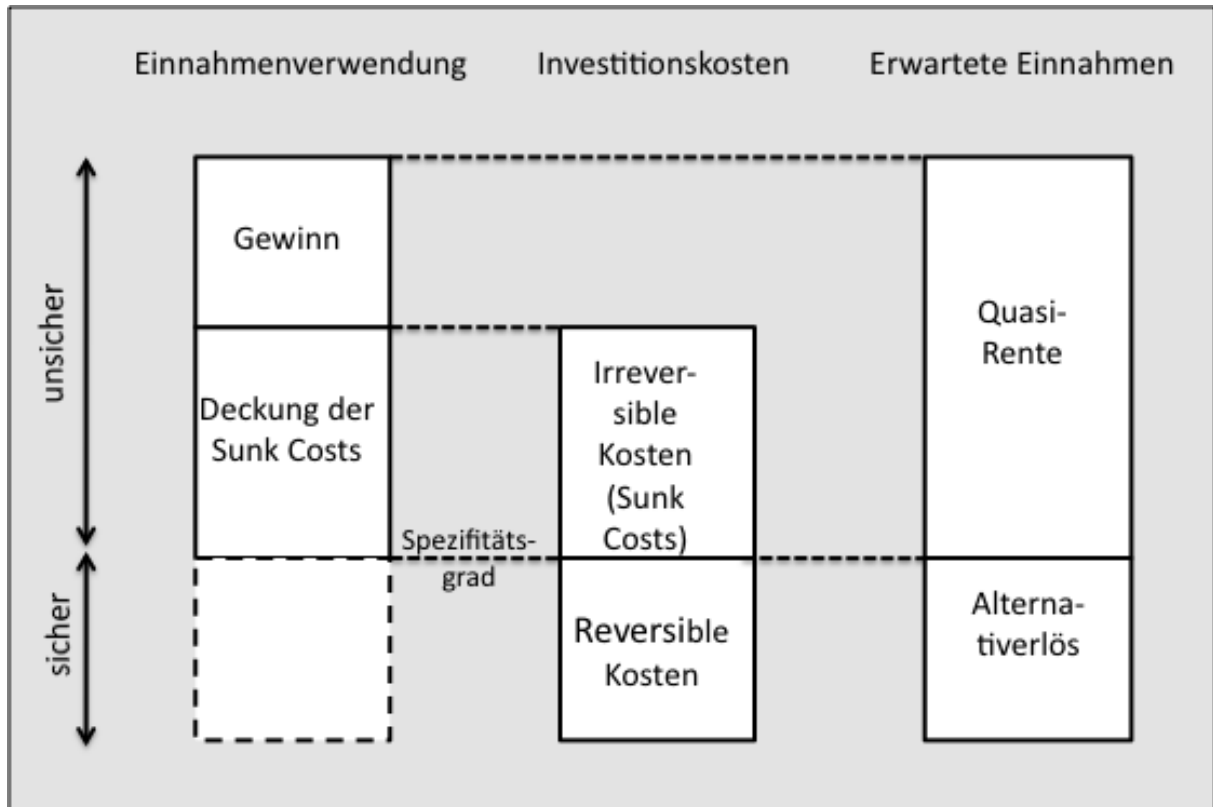 Einnahmenverwendung
Investitionskosten
Erwartete Einnahmen
unsicher
sicher
Gewinn
Deckung der
Sunk Costs
Spezifitäts-
grad
Irrever-
sible
Kosten
(Sunk
Costs)
Reversible
Kosten
Quasi-
Rente
Alterna-
tiverlös